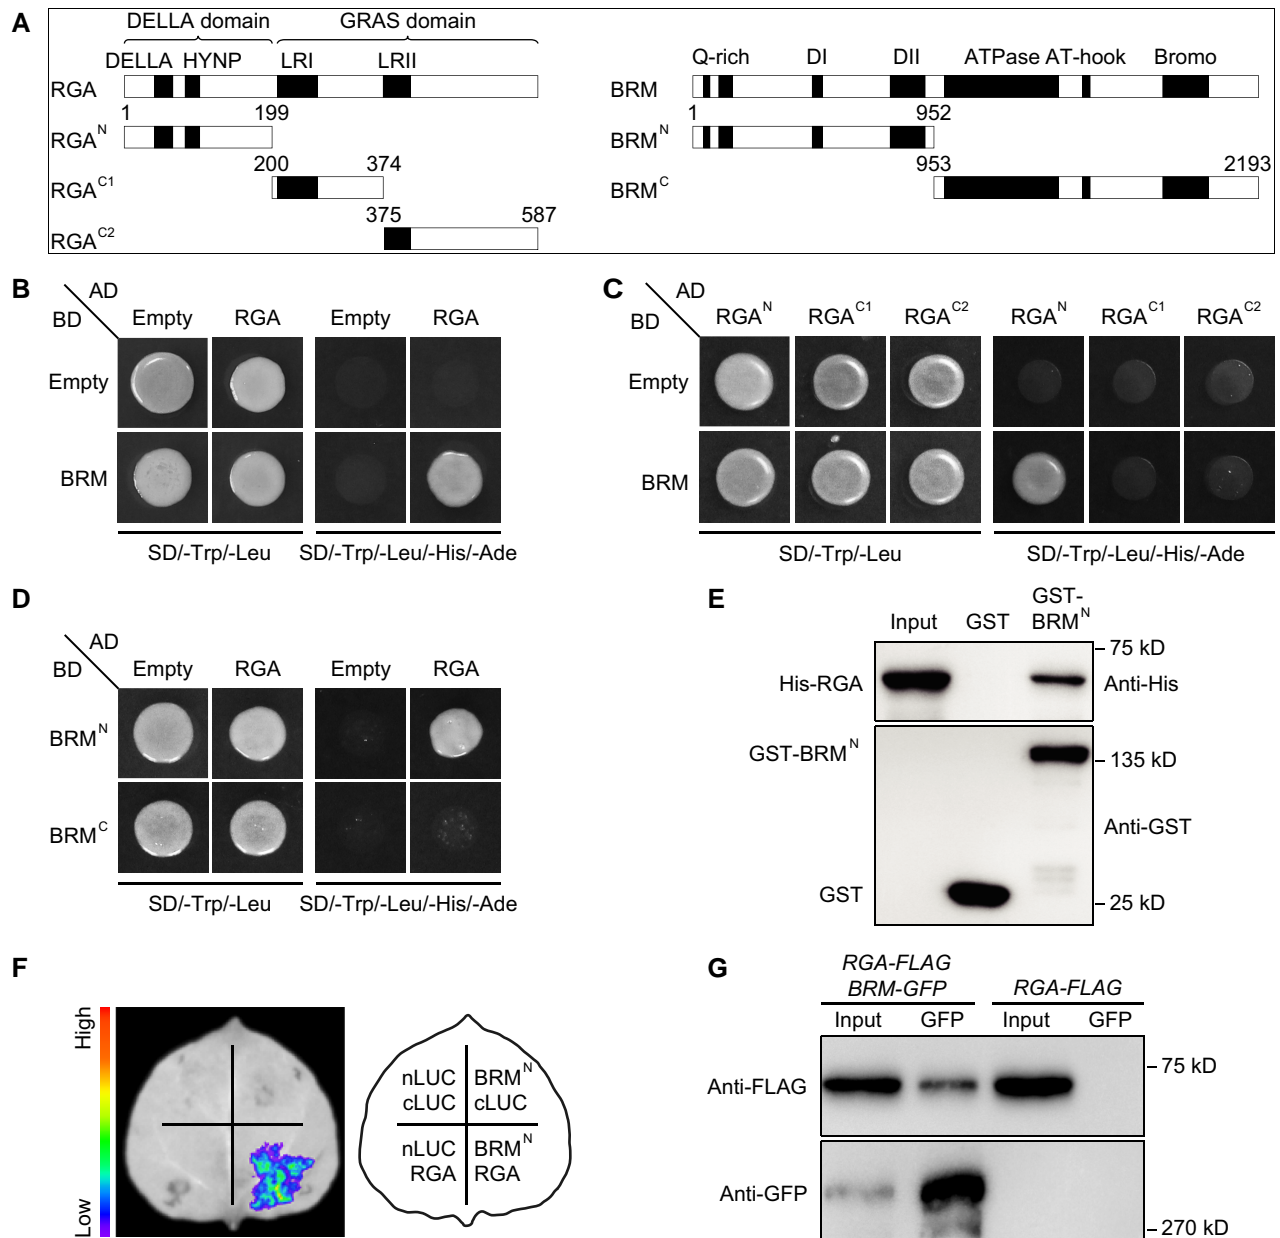 A
DELLA domain GRAS domain
DELLA HYNP LRI LRII
RGA
1 199
RGA^N
200 374
RGA^C1
375 587
RGA^C2
Q-rich DI DII ATPase AT-hook Bromo
BRM
1 952
BRM^N
953 2193
BRM^C
B
AD
BD
Empty RGA Empty RGA
Empty
BRM
SD/-Trp/-Leu SD/-Trp/-Leu/-His/-Ade
C
AD
BD
RGA^N RGA^C1 RGA^C2 RGA^N RGA^C1 RGA^C2
Empty
BRM
SD/-Trp/-Leu SD/-Trp/-Leu/-His/-Ade
D
AD
BD
Empty RGA Empty RGA
BRM^N
BRM^C
SD/-Trp/-Leu SD/-Trp/-Leu/-His/-Ade
E
Input GST GST-BRM^N
75 kD
His-RGA Anti-His
GST-BRM^N 135 kD
Anti-GST
GST 25 kD
F
High
Low
nLUC BRM^N
cLUC cLUC
nLUC BRM^N
RGA RGA
G
RGA-FLAG
BRM-GFP RGA-FLAG
Input GFP Input GFP
75 kD
Anti-FLAG
Anti-GFP
270 kD